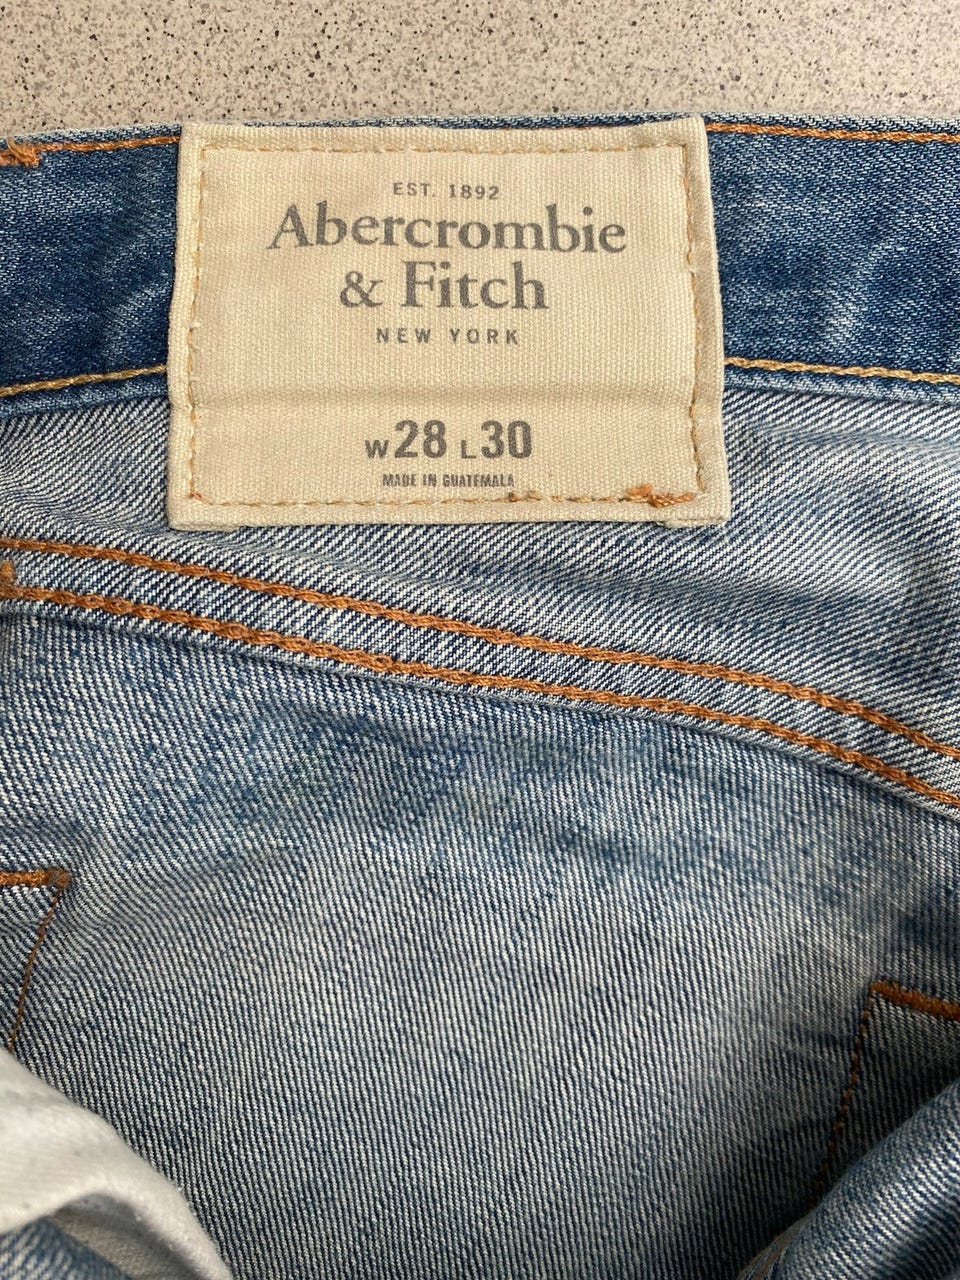 EST. 1892
Abercrombie
& Fitch
NEW YORK
W28 L30
MADE IN GUATEMALA